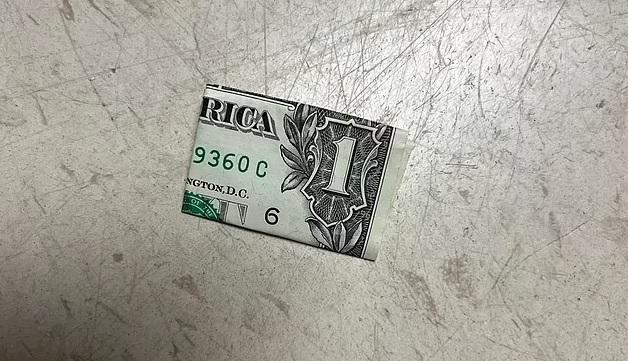 RICA
1
9360 C
NGTON, D.C.
6